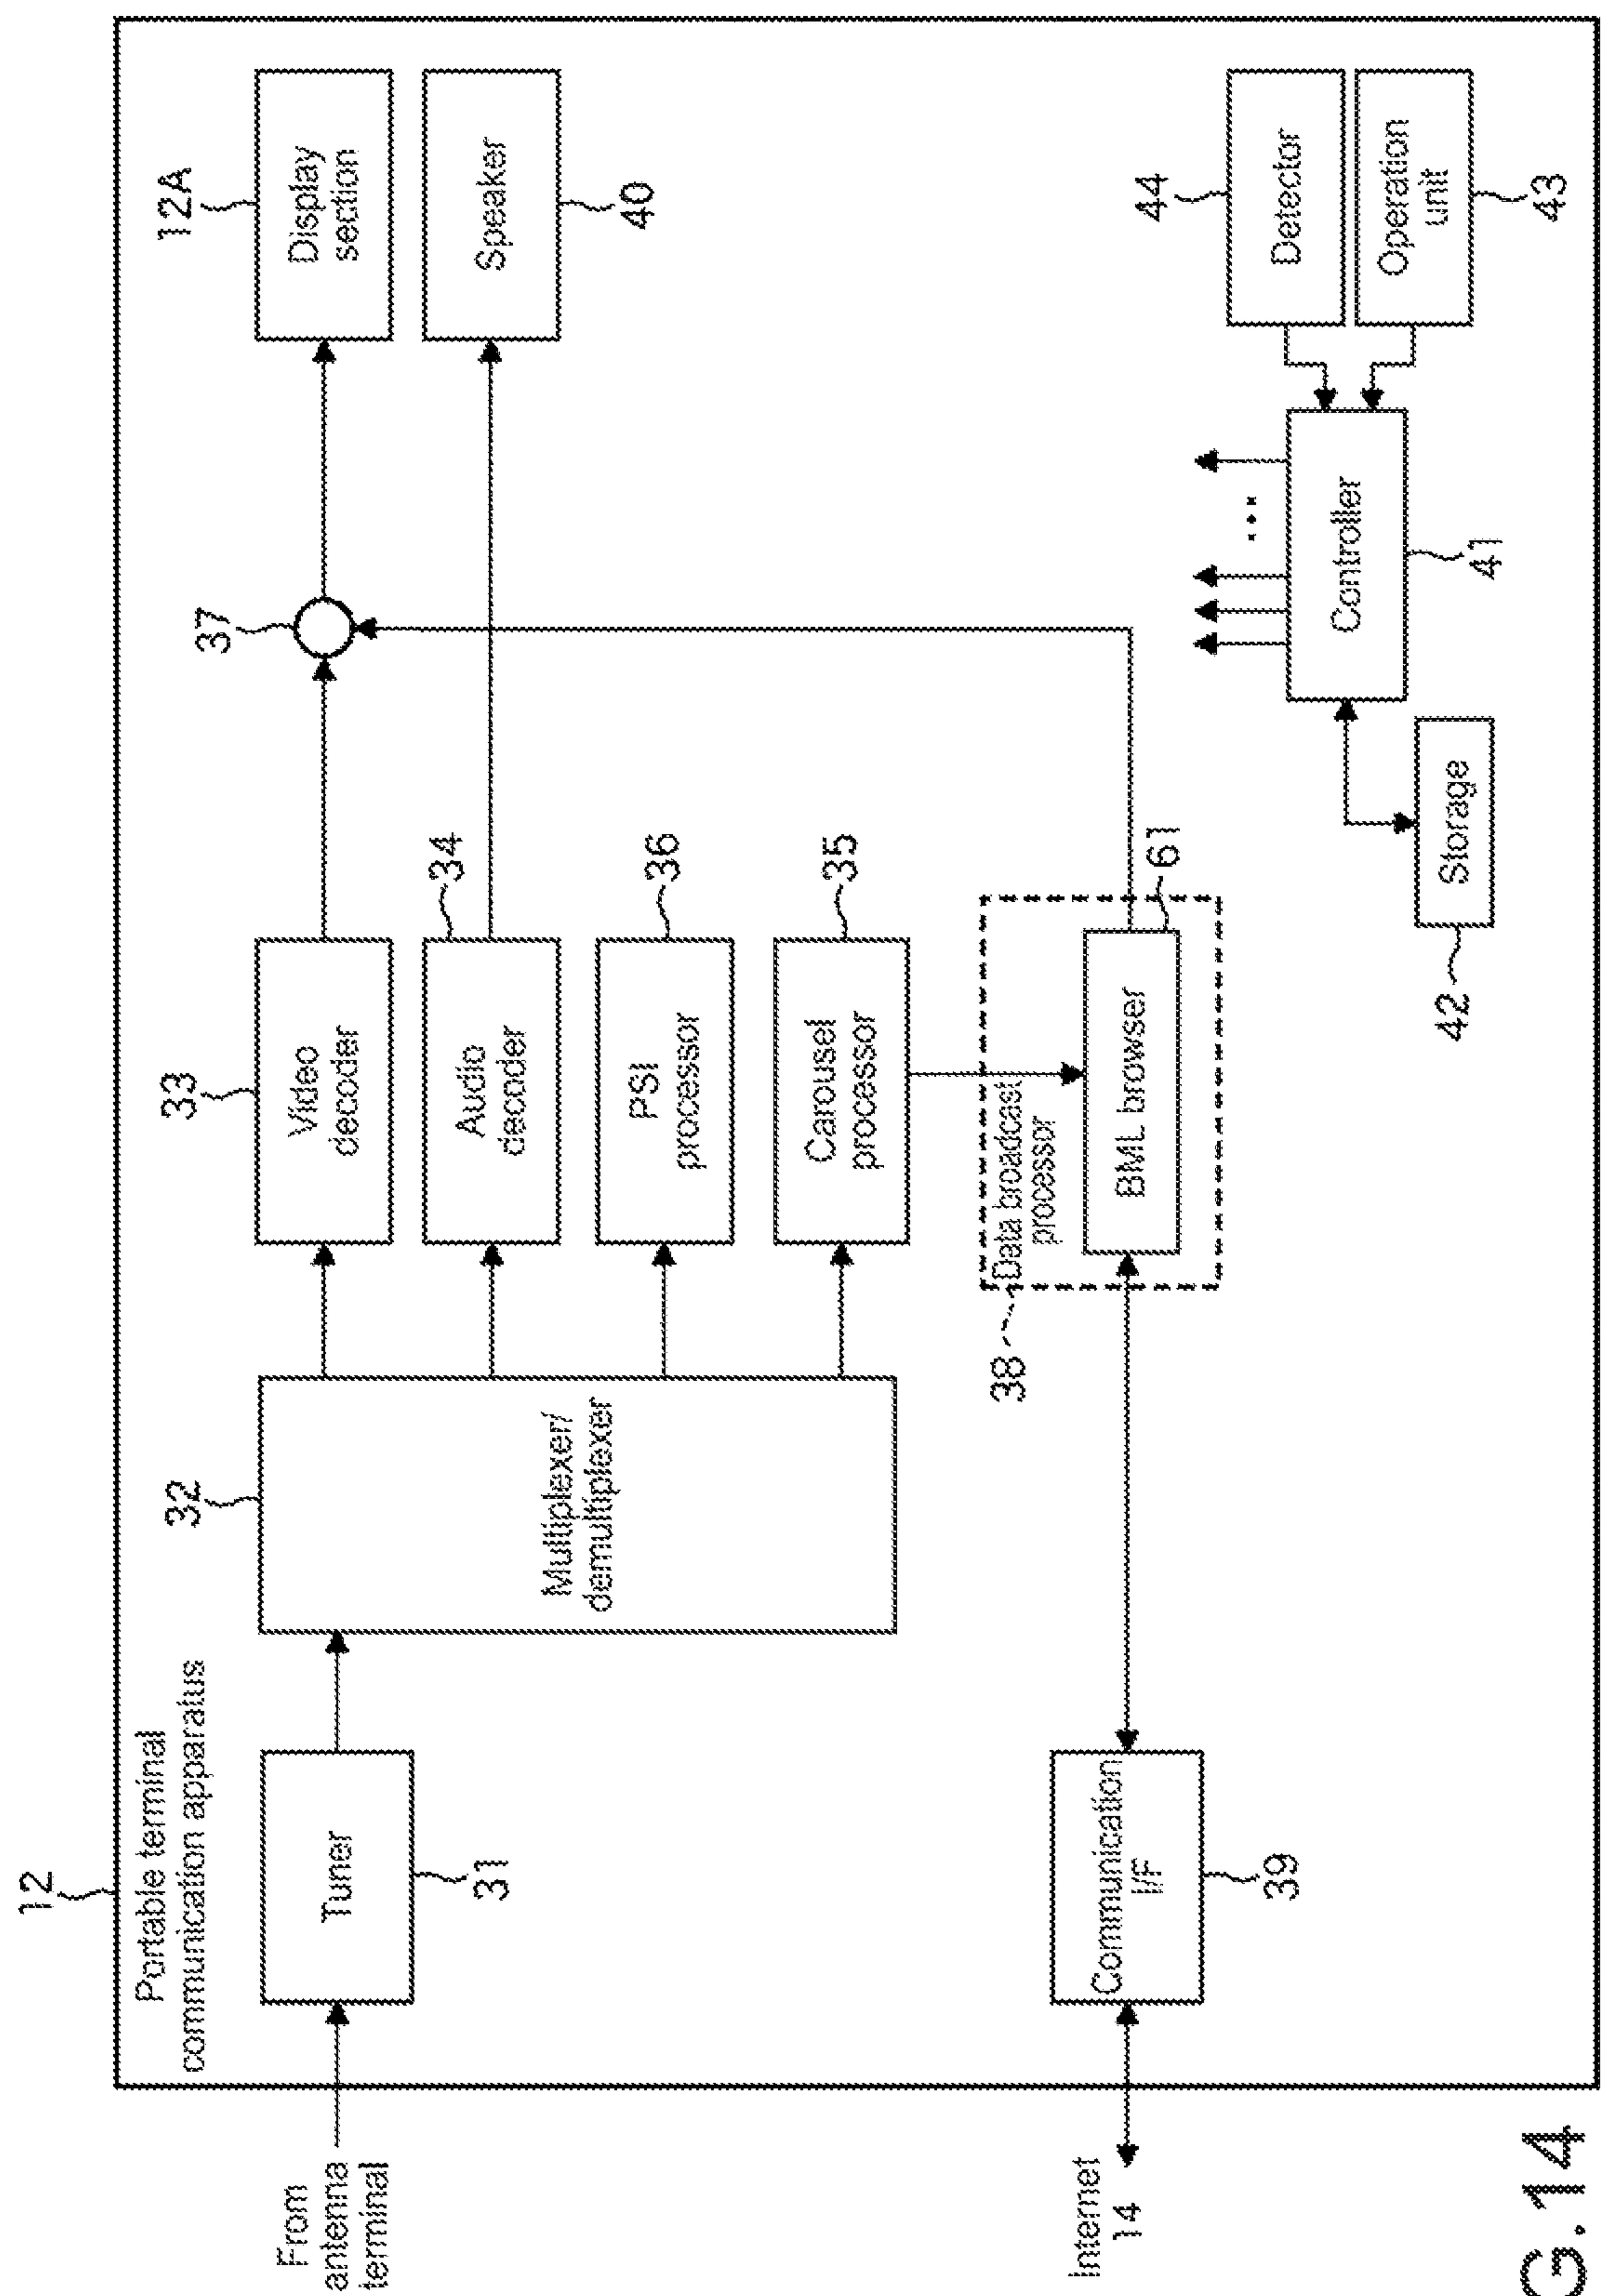 12
Portable terminal
communication apparatus
From
antenna
terminal
Tuner
31
32
Multiplexer/
demultiplexer
33
Video
decoder
34
Audio
decoder
36
PSI
processor
35
Carousel
processor
37
12A
Display
section
Speaker
40
38
Data broadcast
processor
BML browser
61
Internet
14
Communication
I/F
39
44
Detector
Operation
unit
43
...
Controller
41
Storage
42
G.14